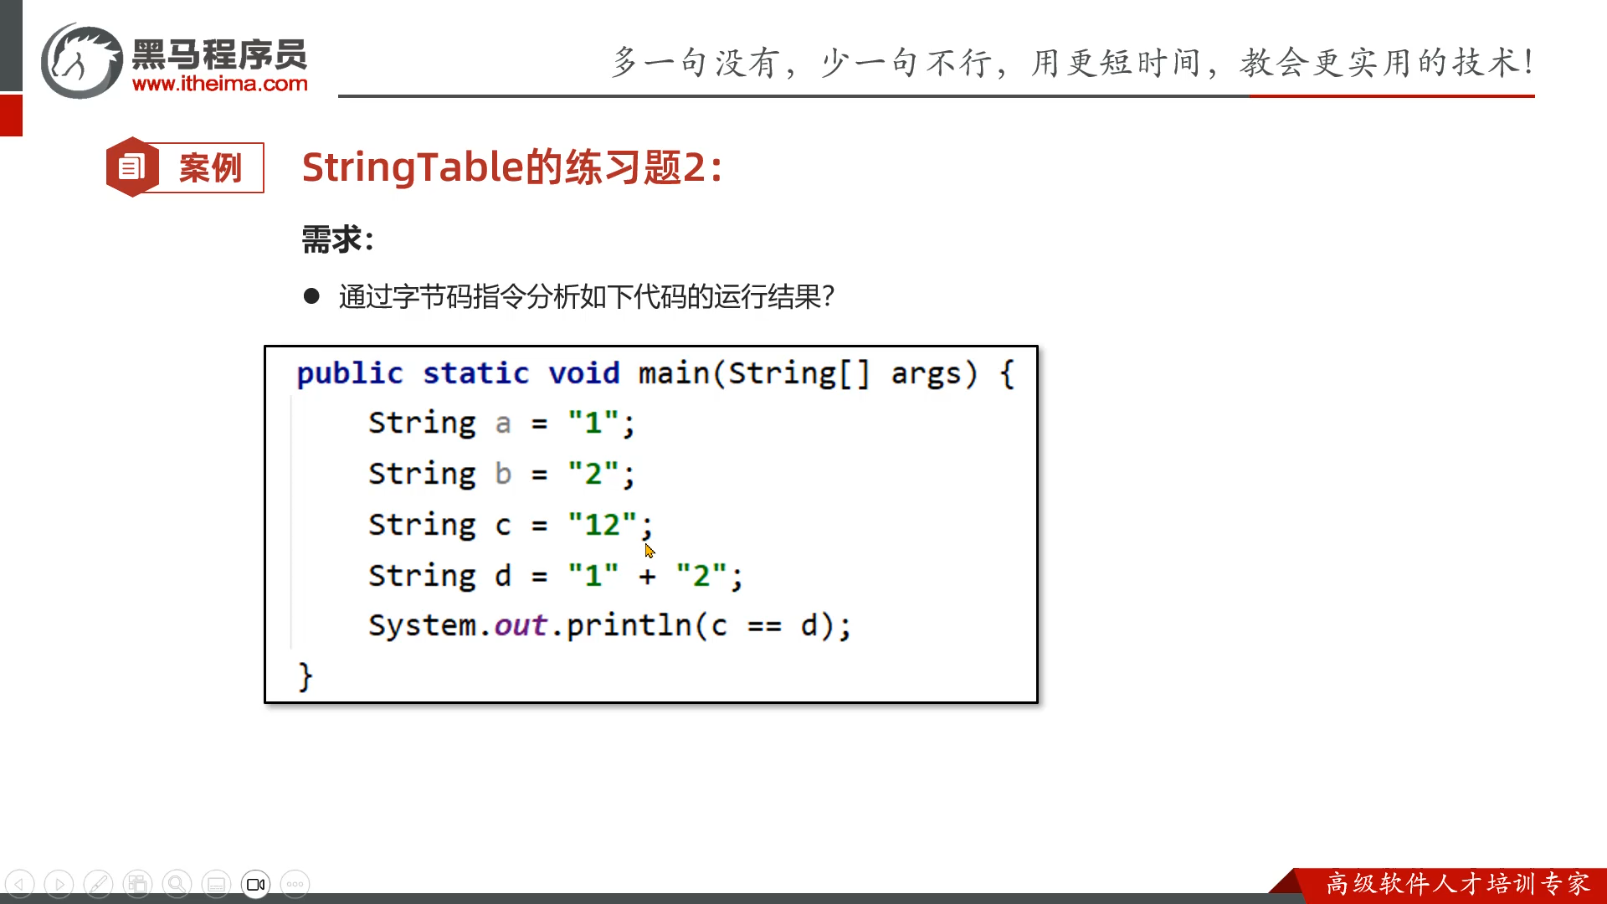 黑马程序员
www.itheima.com
多一句没有，少一句不行，用更短时间，教会更实用的技术！
案例
StringTable的练习题2：
需求：
● 通过字节码指令分析如下代码的运行结果？
public static void main(String[] args) {
String a = "1";
String b = "2";
String c = "12";
String d = "1" + "2";
System.out.println(c == d);
}
高级软件人才培训专家